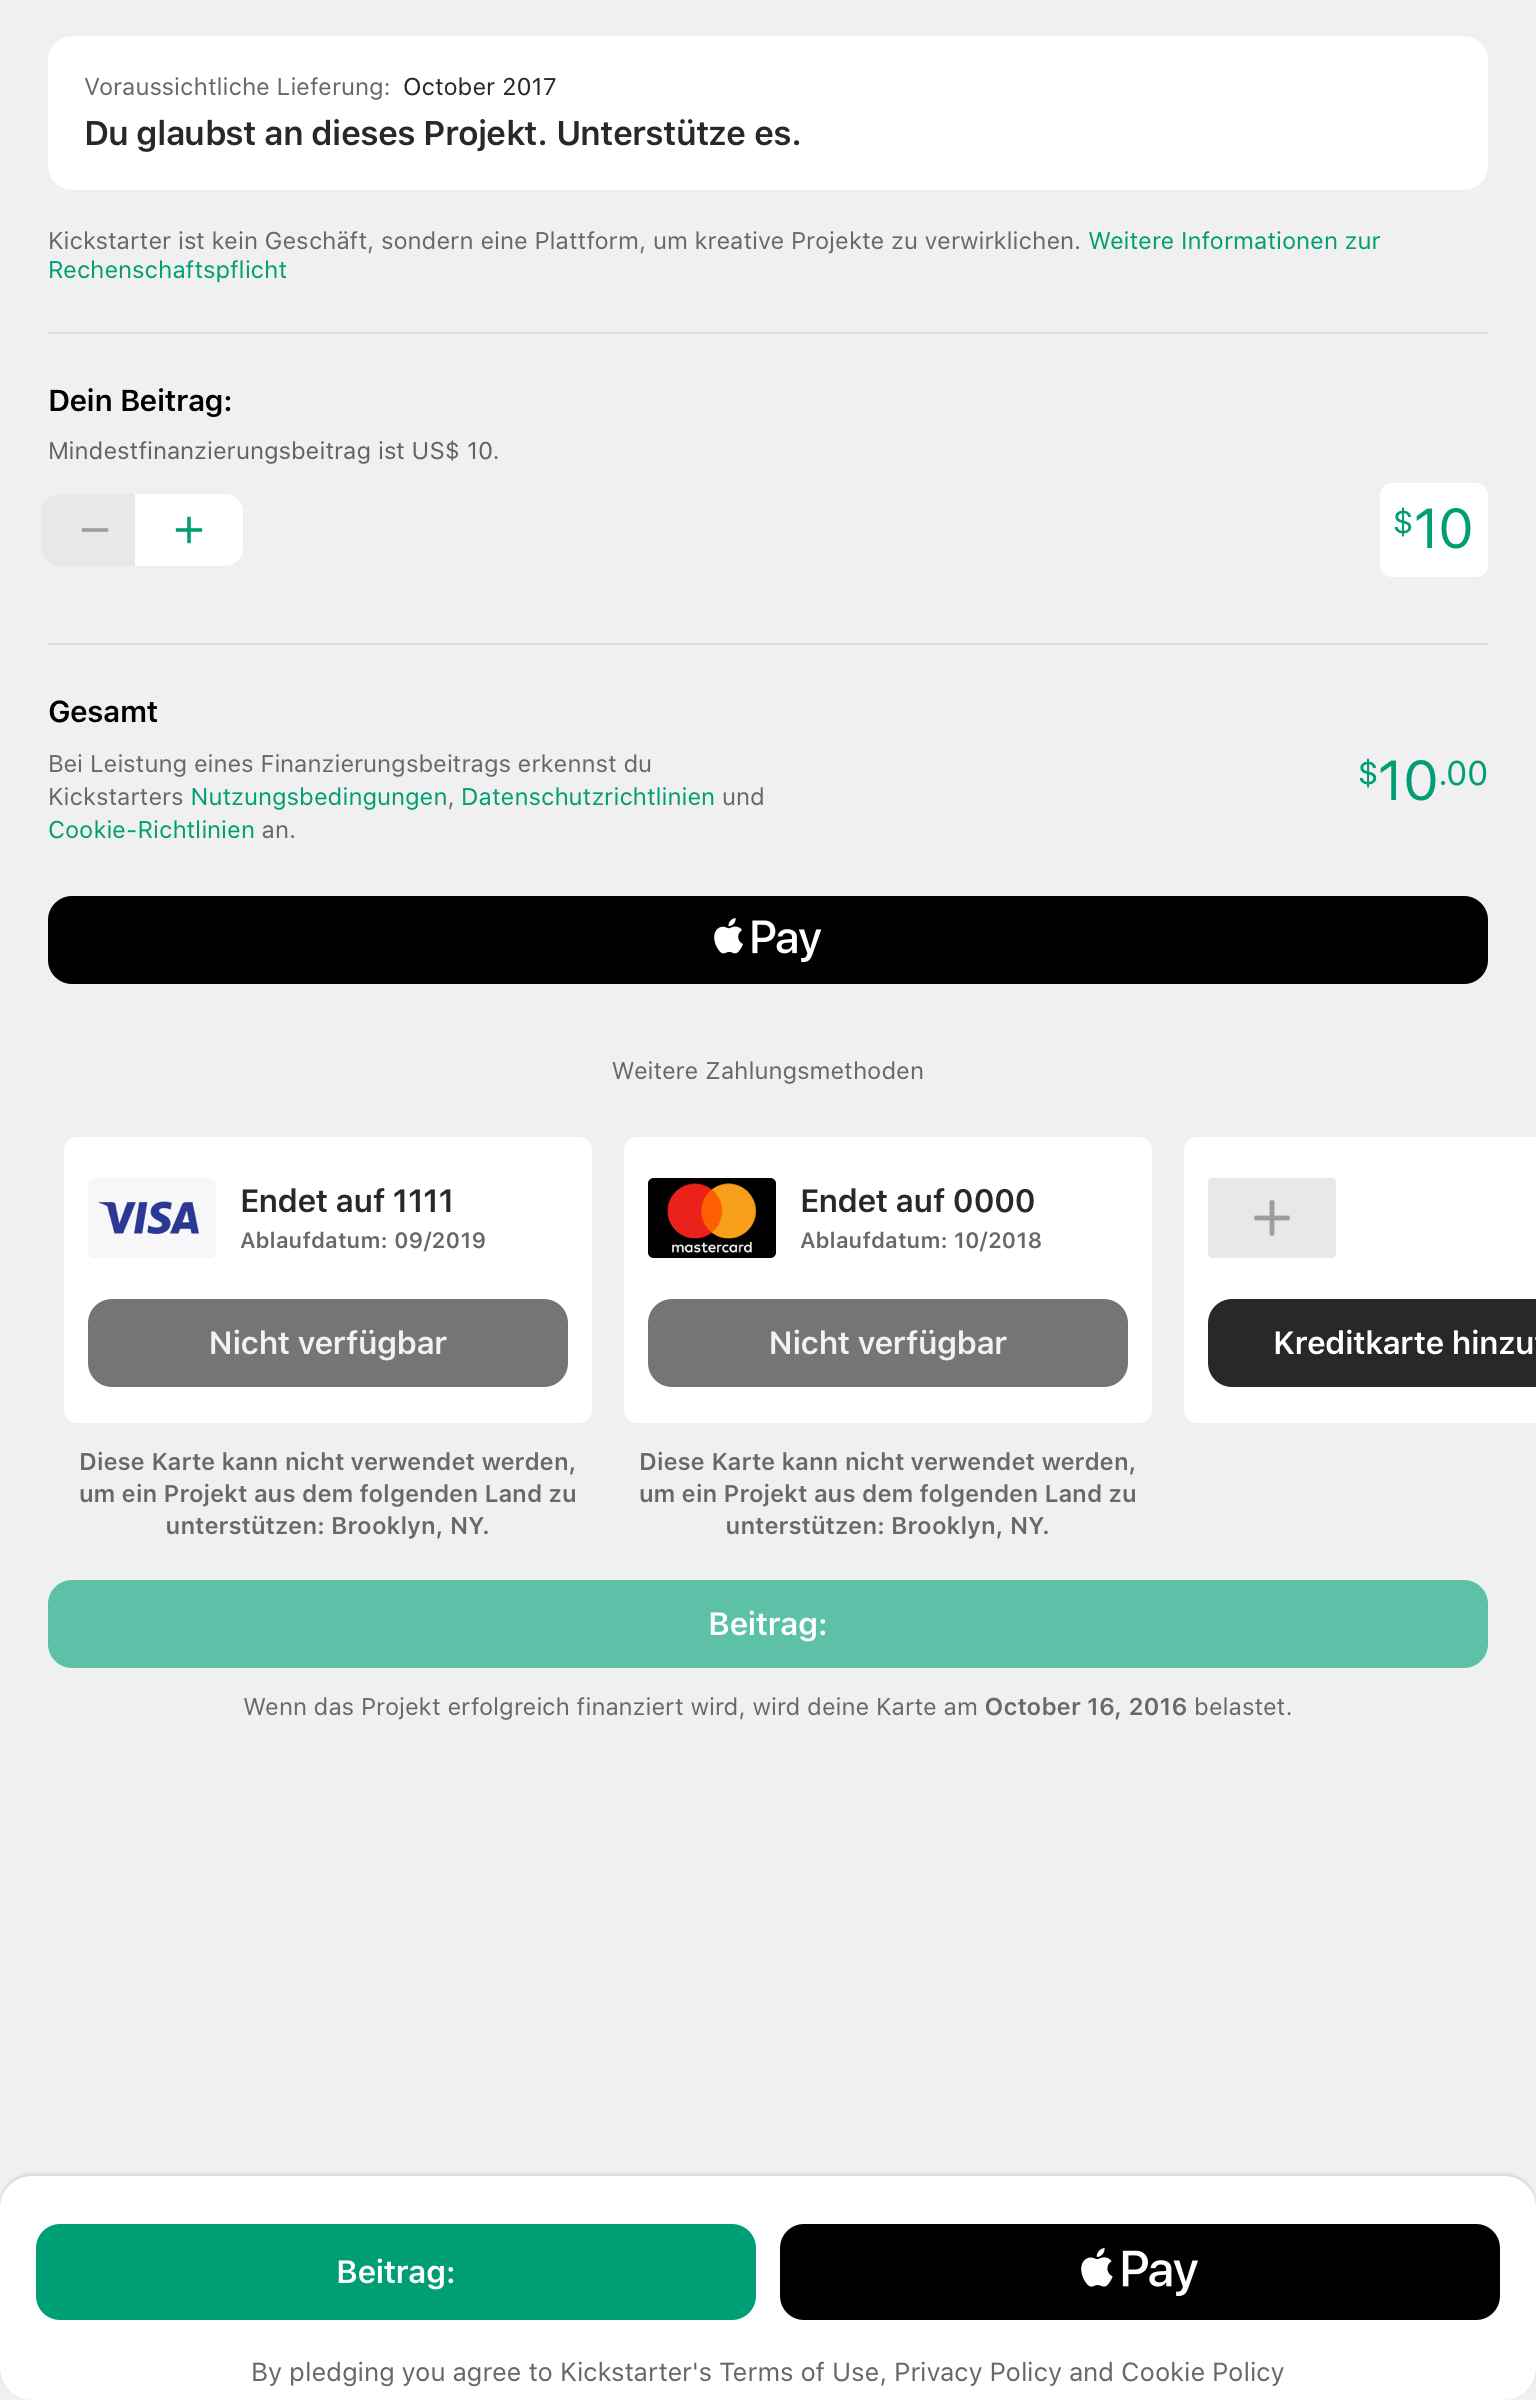 Voraussichtliche Lieferung: October 2017
Du glaubst an dieses Projekt. Unterstütze es.
Kickstarter ist kein Geschäft, sondern eine Plattform, um kreative Projekte zu verwirklichen. Weitere Informationen zur
Rechenschaftspflicht
Dein Beitrag:
Mindestfinanzierungsbeitrag ist US$ 10.
− +
$10
Gesamt
Bei Leistung eines Finanzierungsbeitrags erkennst du
Kickstarters Nutzungsbedingungen, Datenschutzrichtlinien und
Cookie-Richtlinien an.
$10.00
Pay
Weitere Zahlungsmethoden
VISA
Endet auf 1111
Ablaufdatum: 09/2019
Nicht verfügbar
Diese Karte kann nicht verwendet werden,
um ein Projekt aus dem folgenden Land zu
unterstützen: Brooklyn, NY.
mastercard
Endet auf 0000
Ablaufdatum: 10/2018
Nicht verfügbar
Diese Karte kann nicht verwendet werden,
um ein Projekt aus dem folgenden Land zu
unterstützen: Brooklyn, NY.
+
Kreditkarte
Beitrag:
Wenn das Projekt erfolgreich finanziert wird, wird deine Karte am October 16, 2016 belastet.
Beitrag:
Pay
By pledging you agree to Kickstarter's Terms of Use, Privacy Policy and Cookie Policy